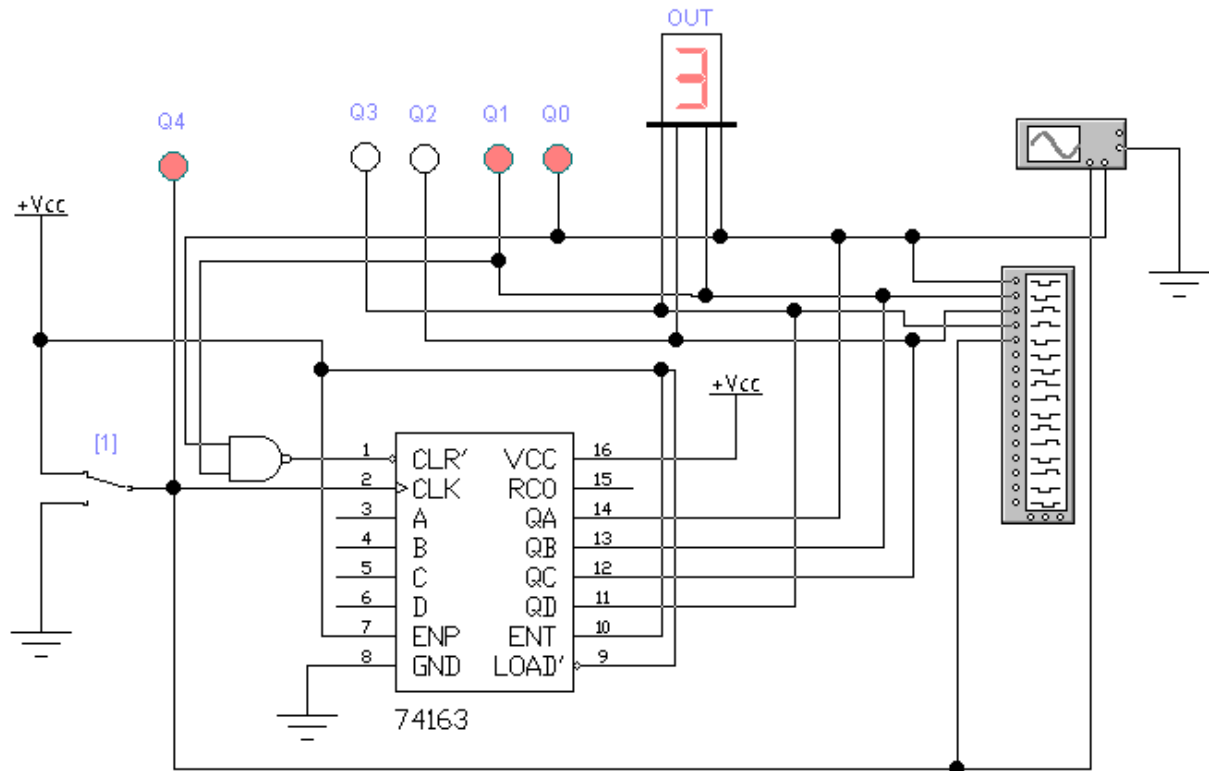 OUT
3
Q4
Q3
Q2
Q1
Q0
+Vcc
+Vcc
[1]
1 CLR' VCC 16
2 CLK RCO 15
3 A QA 14
4 B QB 13
5 C QC 12
6 D QD 11
7 ENP ENT 10
8 GND LOAD' 9
74163